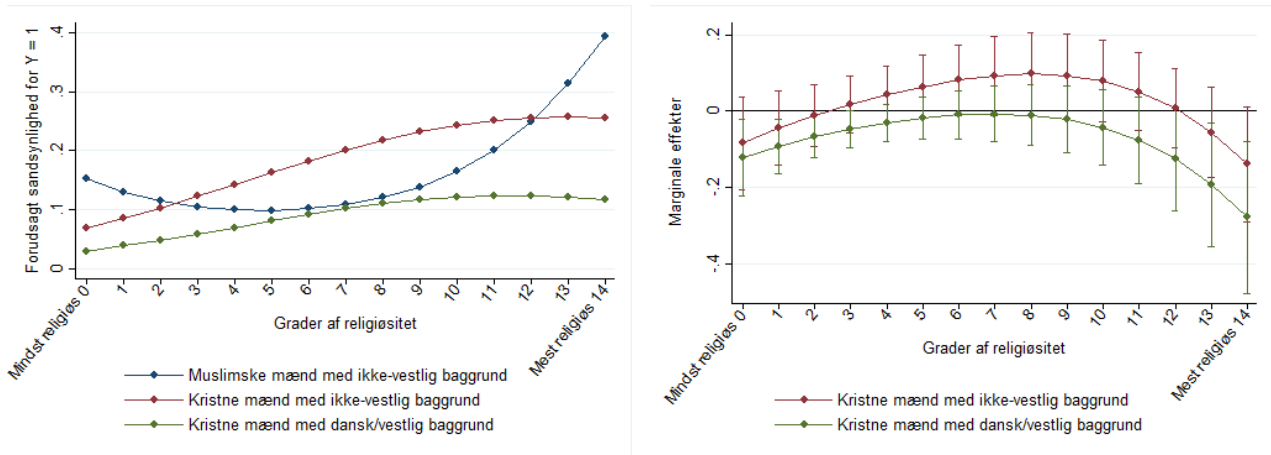 Forudsagt sandsynlighed for Y = 1
.4
.3
.2
.1
0
Mindst religiøs 0
1
2
3
4
5
6
7
8
9
10
11
12
13
Mest religiøs 14
Grader af religiøsitet
Muslimske mænd med ikke-vestlig baggrund
Kristne mænd med ikke-vestlig baggrund
Kristne mænd med dansk/vestlig baggrund
Marginale effekter
.2
0
-.2
-.4
Mindst religiøs 0
1
2
3
4
5
6
7
8
9
10
11
12
13
Mest religiøs 14
Grader af religiøsitet
Kristne mænd med ikke-vestlig baggrund
Kristne mænd med dansk/vestlig baggrund